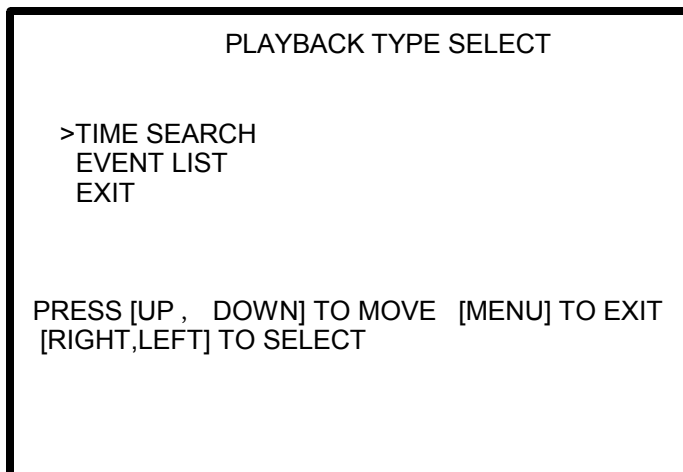 PLAYBACK TYPE SELECT
>TIME SEARCH
EVENT LIST
EXIT
PRESS [UP ,   DOWN] TO MOVE   [MENU] TO EXIT
[RIGHT,LEFT] TO SELECT